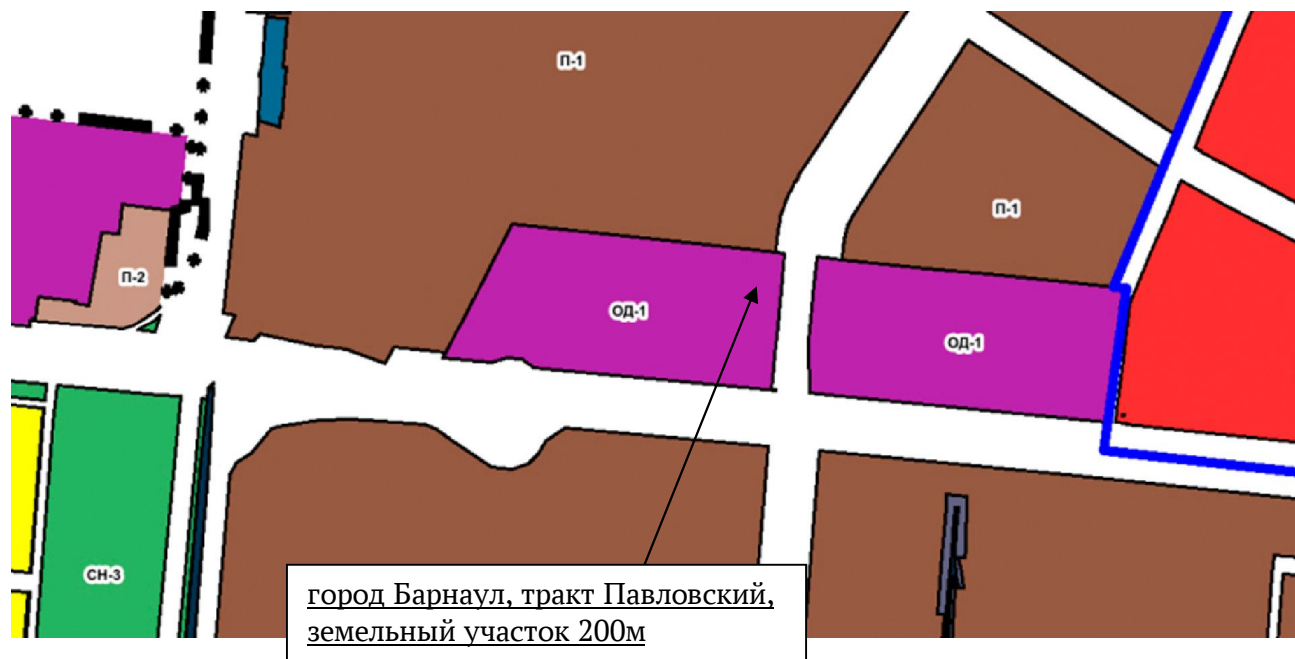 П-1
П-1
П-2
ОД-1
ОД-1
СН-3
город Барнаул, тракт Павловский,
земельный участок 200м